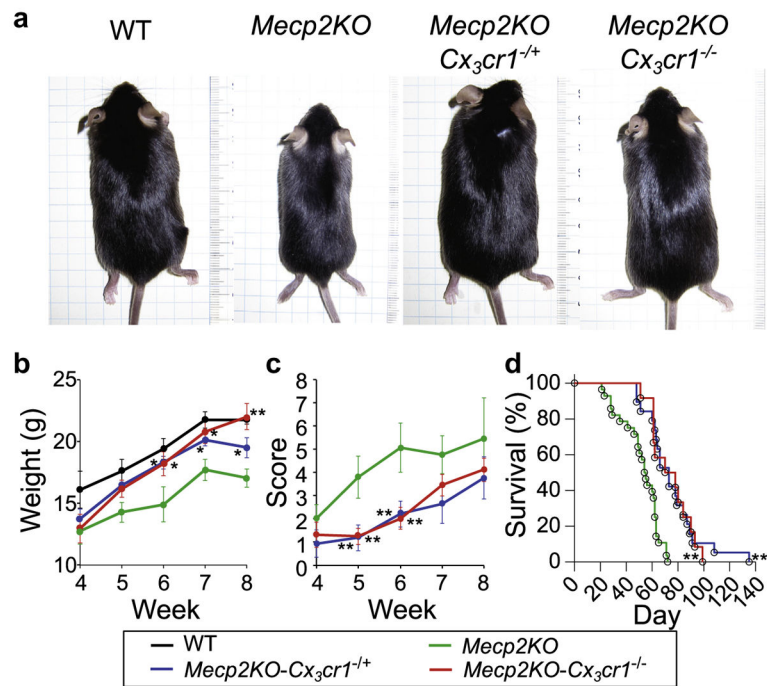 a
WT
Mecp2KO
Mecp2KO
Cx3cr1-/+
Mecp2KO
Cx3cr1-/-
b
Weight (g)
25
20
15
10
4 5 6 7 8
Week
* * * * * **
c
Score
8
7
6
5
4
3
2
1
0
4 5 6 7 8
Week
** ** ** **
d
Survival (%)
100
80
60
40
20
0
0 20 40 60 80 100 120 140
Day
** **
WT
Mecp2KO
Mecp2KO-Cx3cr1-/+
Mecp2KO-Cx3cr1-/-